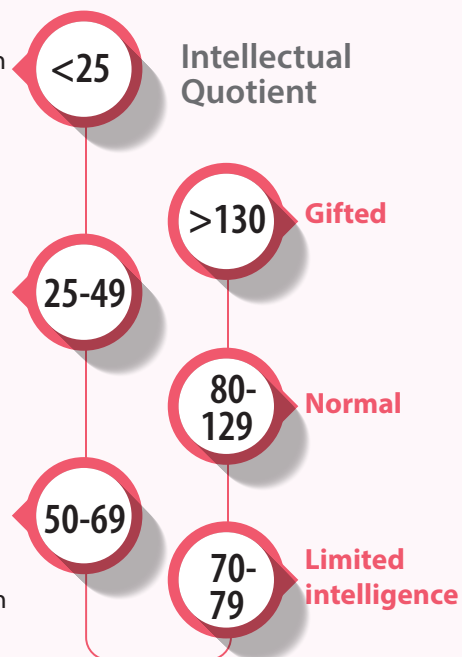 <25
Intellectual
Quotient
>130
Gifted
25-49
80-
129
Normal
50-69
70-
79
Limited
intelligence